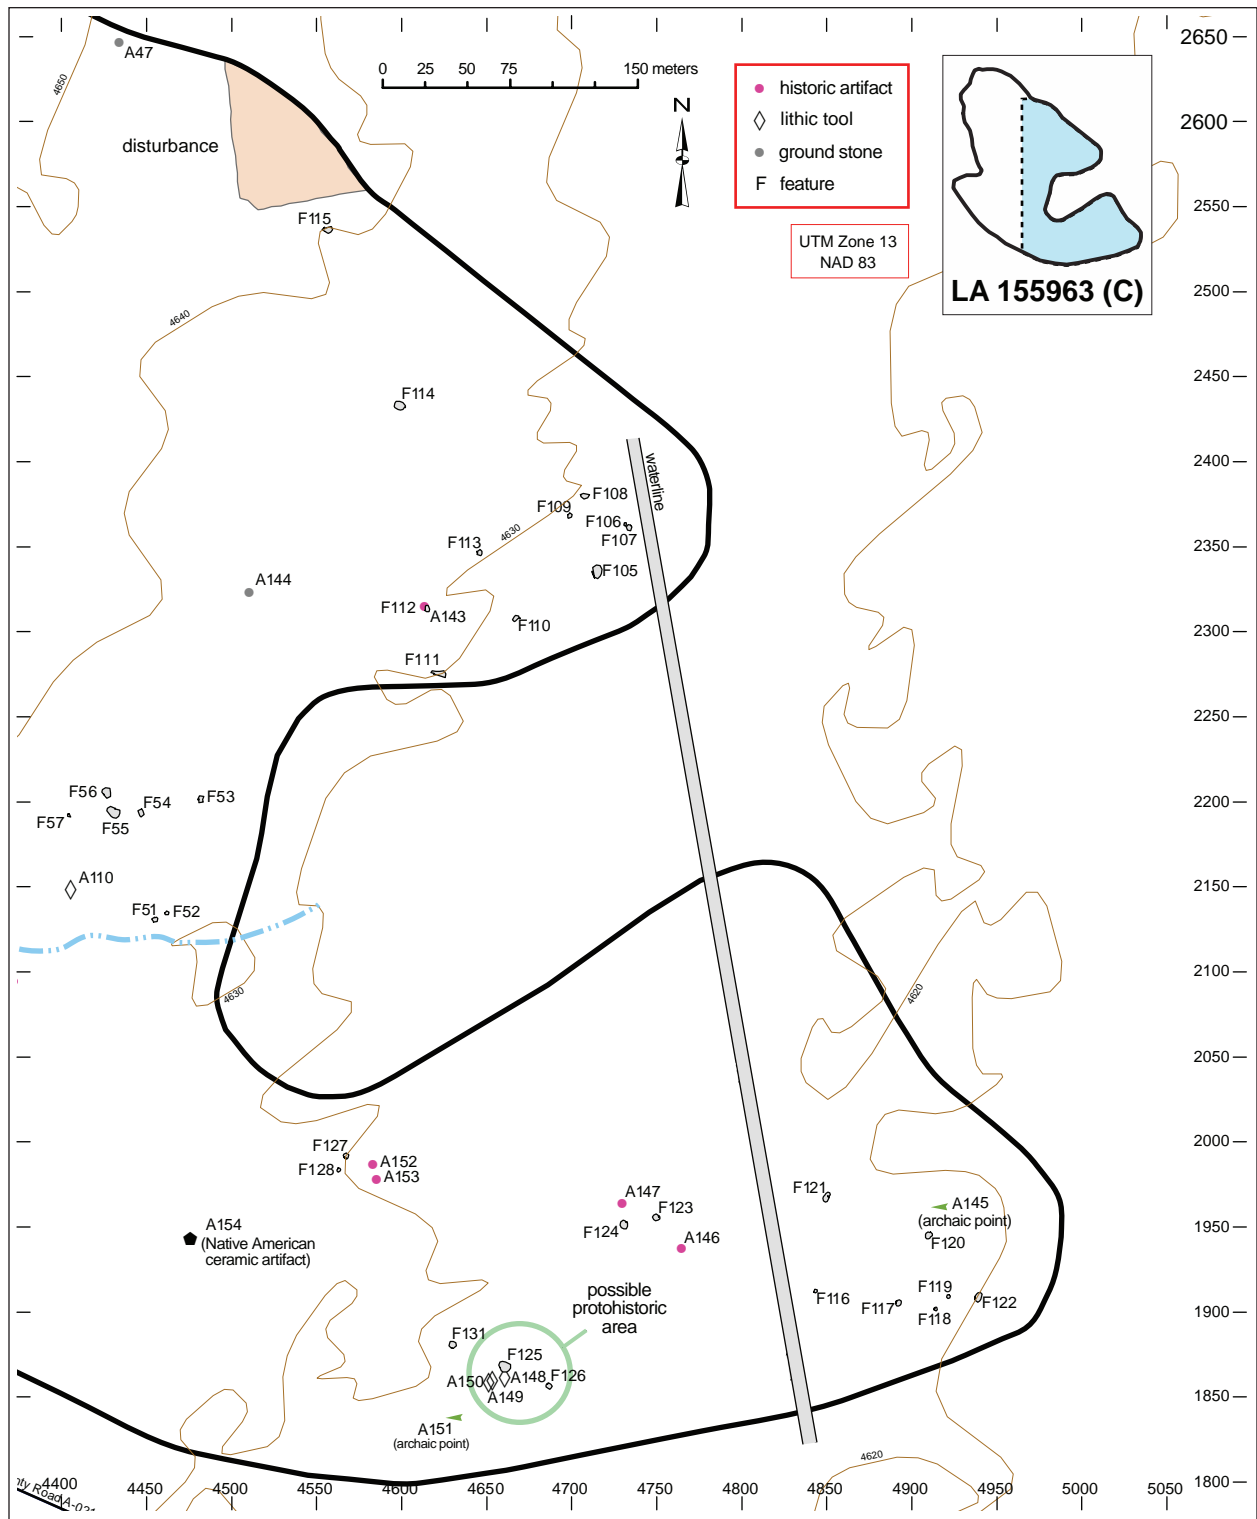 A47
4650
0 25 50 75 150 meters
N
historic artifact
lithic tool
ground stone
F feature
UTM Zone 13
NAD 83
LA 155963 (C)
2650
2600
2550
2500
2450
2400
2350
2300
2250
2200
2150
2100
2050
2000
1950
1900
1850
1800
disturbance
F115
4640
F114
waterline
F108
F109
F106
F107
4630
F113
F105
A144
F112
A143
F110
F111
F56
F54
F53
F57
F55
A110
F51
F52
4630
4620
F127
F128
A152
A153
A154
(Native American
ceramic artifact)
A147
F123
F124
A146
F121
A145
(archaic point)
F120
possible
protohistoric
area
F116
F119
F117
F118
F122
F131
F125
A150
A148
F126
A149
A151
(archaic point)
4620
nty Road A-021
4400
4450
4500
4550
4600
4650
4700
4750
4800
4850
4900
4950
5000
5050